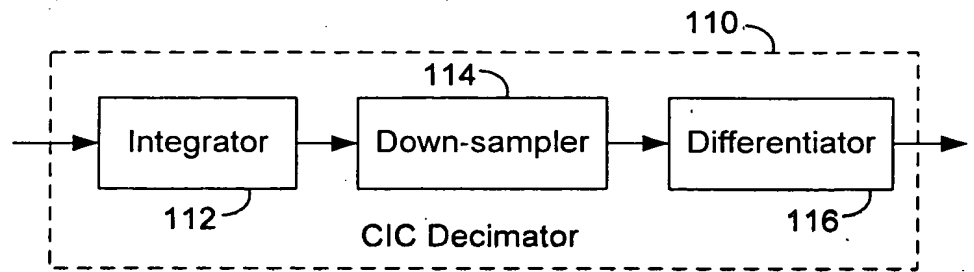 110
114
Integrator
Down-sampler
Differentiator
112
116
CIC Decimator